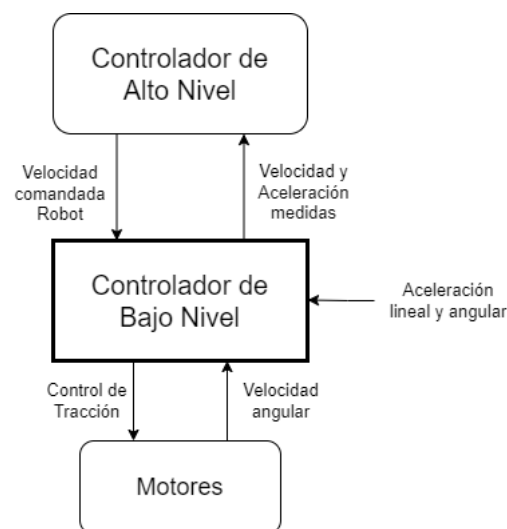 Controlador de
Alto Nivel
Velocidad
comandada
Robot
Velocidad y
Aceleración
medidas
Controlador de
Bajo Nivel
Aceleración
lineal y angular
Control de
Tracción
Velocidad
angular
Motores